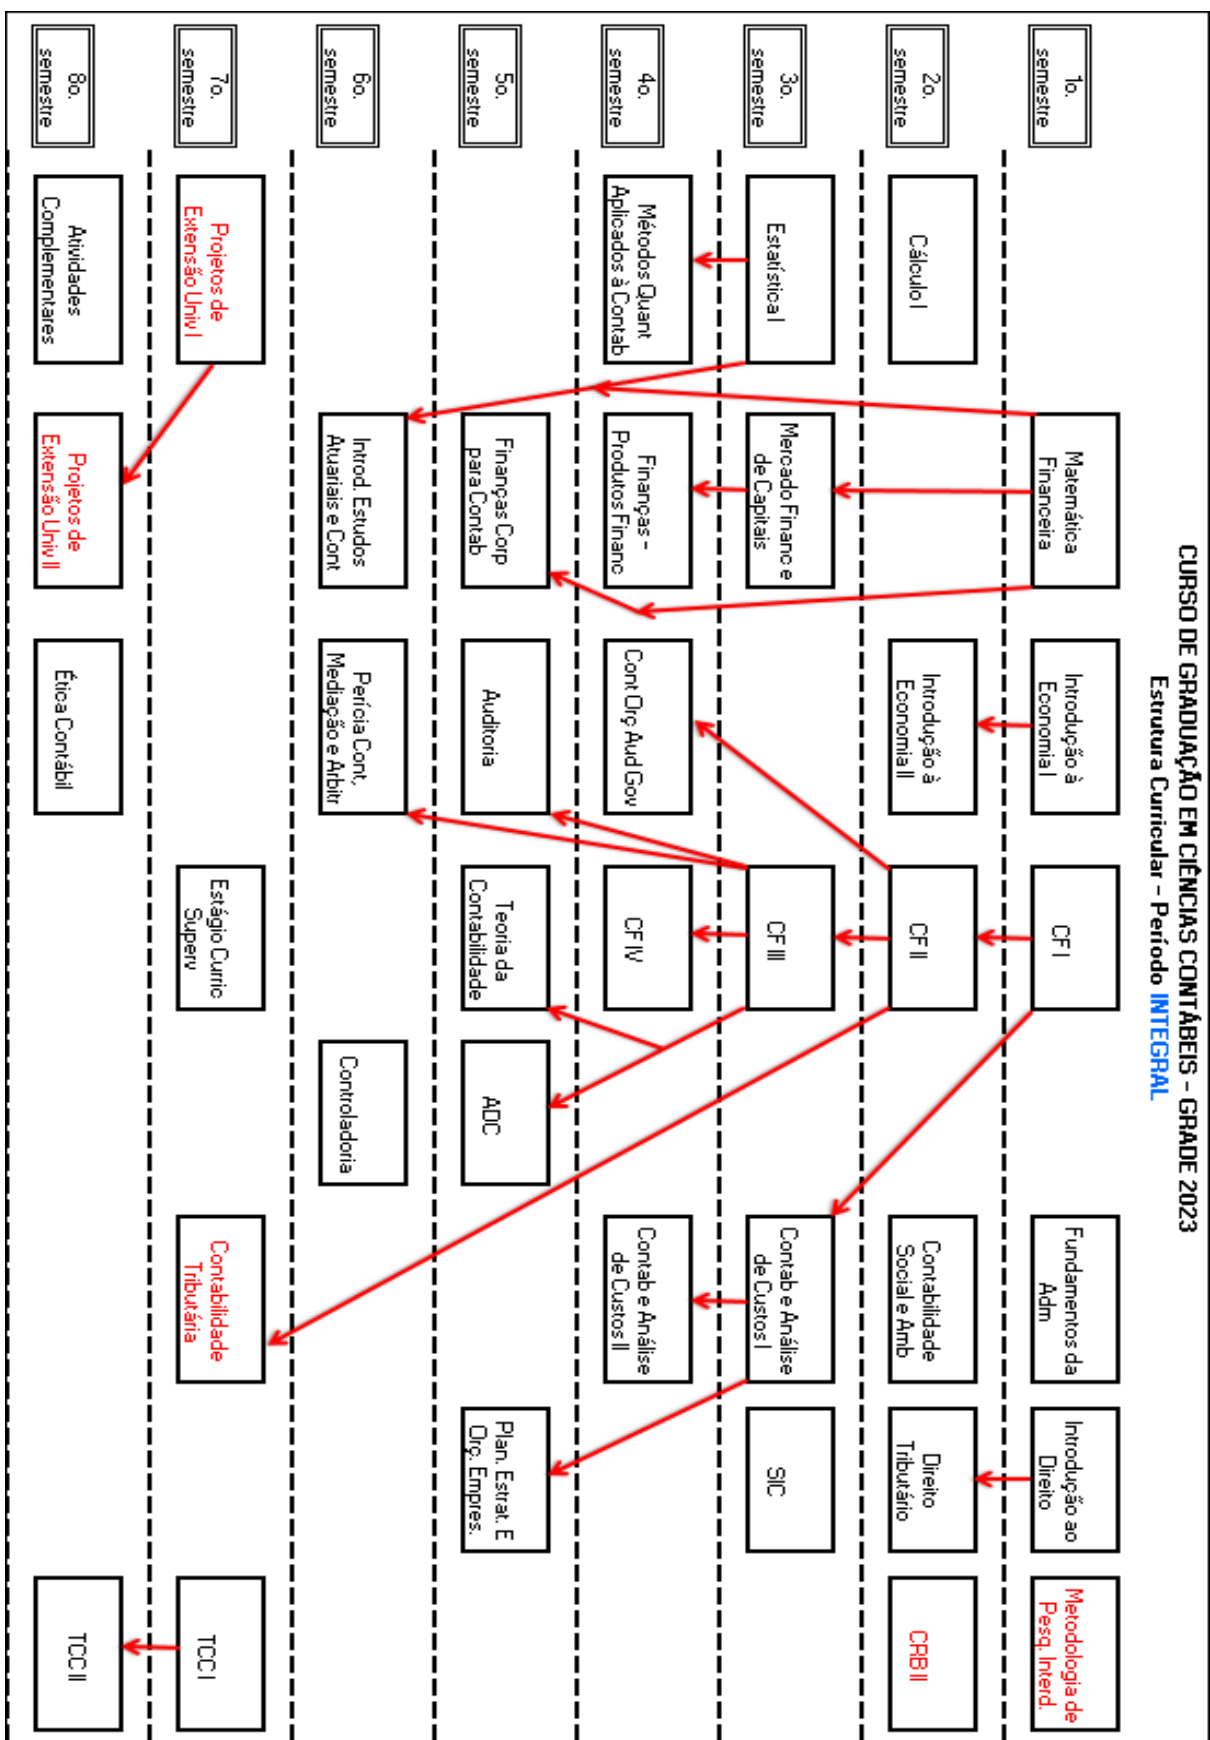 CURSO DE GRADUAÇÃO EM CIÊNCIAS CONTÁBEIS - GRADE 2023
Estrutura Curricular - Período INTEGRAL
1o.
semestre
Matemática
Financeira
Introdução à
Economia I
CF I
Fundamentos da
Adm
Introdução ao
Direito
Metodologia de
Pesq. Interd.
2o.
semestre
Cálculo I
Introdução à
Economia II
CF II
Contabilidade
Social e Amb
Direito
Tributário
CRB II
3o.
semestre
Estatística I
Mercado Financ e
de Capitais
CF III
Contab e Análise
de Custos I
SIC
4o.
semestre
Métodos Quant
Aplicados à Contab
Finanças -
Produtos Financ
Cont Orç Aud Gov
CF IV
Contab e Análise
de Custos II
5o.
semestre
Finanças Corp
para Contab
Auditoria
Teoria da
Contabilidade
ADC
Plan. Estrat. E
Orç. Empres.
6o.
semestre
Introd. Estudos
Atuariais e Cont
Perícia Cont,
Mediação e Arbitr
Controladoria
7o.
semestre
Projetos de
Extensão Univ I
Estágio Curric
Superv
Contabilidade
Tributária
TCC I
8o.
semestre
Atividades
Complementares
Projetos de
Extensão Univ II
Ética Contábil
TCC II